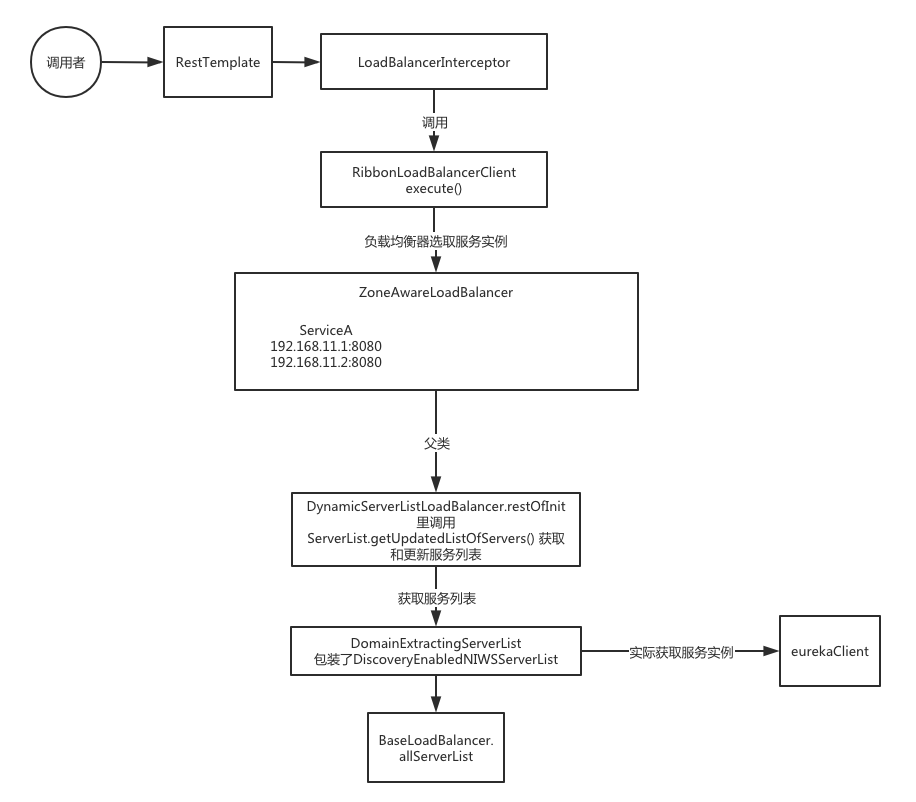 调用者
RestTemplate
LoadBalancerInterceptor
调用
RibbonLoadBalancerClient
execute()
负载均衡器选取服务实例
ZoneAwareLoadBalancer
ServiceA
192.168.11.1:8080
192.168.11.2:8080
父类
DynamicServerListLoadBalancer.restOfInit
里调用
ServerList.getUpdatedListOfServers() 获取
和更新服务列表
获取服务列表
DomainExtractingServerList
包装了DiscoveryEnabledNIWSServerList
实际获取服务实例
eurekaClient
BaseLoadBalancer.
allServerList